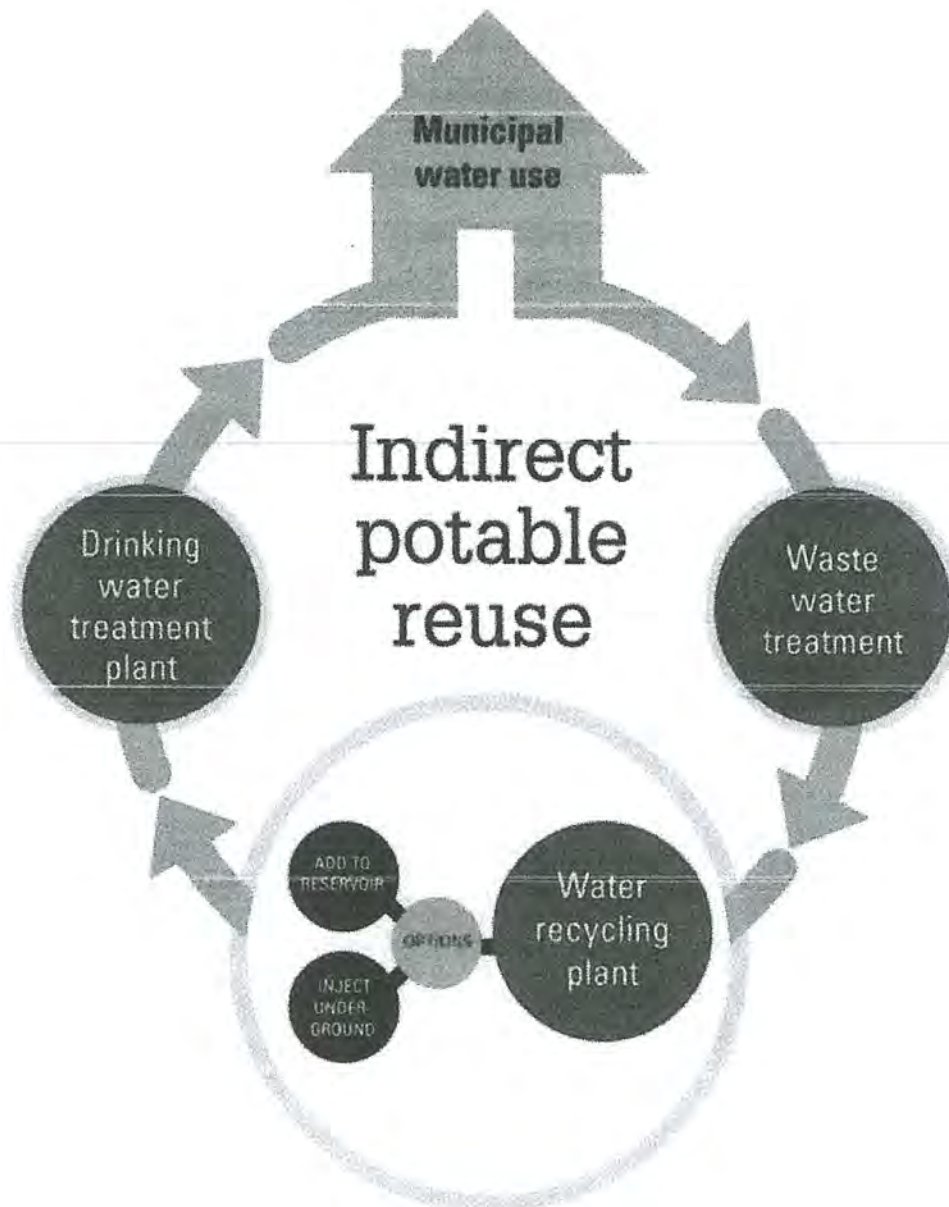 Municipal
water use
Indirect
potable
reuse
Drinking
water
treatment
plant
Waste
water
treatment
ADD TO
RESERVOIR
OPTIONS
INJECT
UNDER-
GROUND
Water
recycling
plant